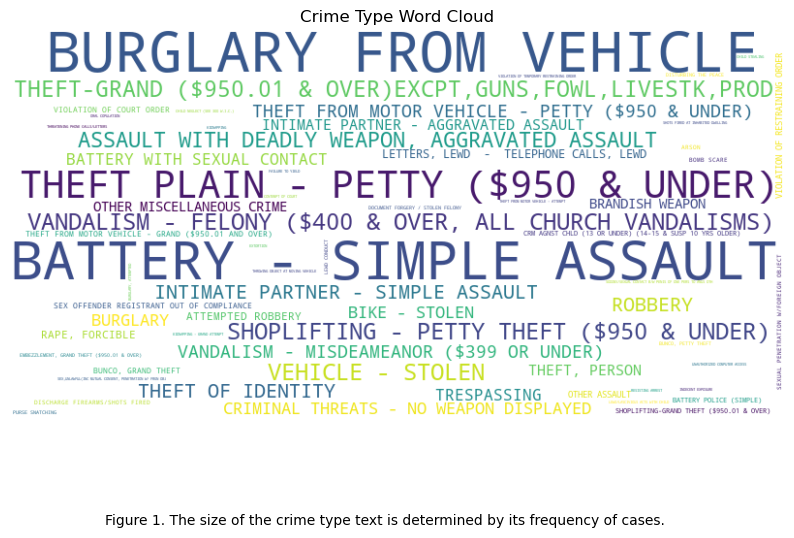 Crime Type Word Cloud
BURGLARY FROM VEHICLE
THEFT-GRAND ($950.01 & OVER)EXCPT,GUNS,FOWL,LIVESTK,PROD
VIOLATION OF COURT ORDER
THEFT FROM MOTOR VEHICLE - PETTY ($950 & UNDER)
INTIMATE PARTNER - AGGRAVATED ASSAULT
ASSAULT WITH DEADLY WEAPON, AGGRAVATED ASSAULT
BATTERY WITH SEXUAL CONTACT
LETTERS, LEWD - TELEPHONE CALLS, LEWD
BOMB SCARE
VIOLATION OF RESTRAINING ORDER
THEFT PLAIN - PETTY ($950 & UNDER)
OTHER MISCELLANEOUS CRIME
DOCUMENT FORGERY / STOLEN FELONY
BRANDISH WEAPON
VANDALISM - FELONY ($400 & OVER, ALL CHURCH VANDALISMS)
THEFT FROM MOTOR VEHICLE - GRAND ($950.01 AND OVER)
CRM AGNST CHLD (13 OR UNDER) (14-15 & SUSP 10 YRS OLDER)
BATTERY - SIMPLE ASSAULT
LEWD CONDUCT
INTIMATE PARTNER - SIMPLE ASSAULT
SEX OFFENDER REGISTRANT OUT OF COMPLIANCE
ROBBERY
BURGLARY
ATTEMPTED ROBBERY
BIKE - STOLEN
SEXUAL PENETRATION W/FOREIGN OBJECT
RAPE, FORCIBLE
SHOPLIFTING - PETTY THEFT ($950 & UNDER)
VANDALISM - MISDEAMEANOR ($399 OR UNDER)
EMBEZZLEMENT, GRAND THEFT ($950.01 & OVER)
BUNCO, GRAND THEFT
VEHICLE - STOLEN
THEFT, PERSON
THEFT OF IDENTITY
TRESPASSING
OTHER ASSAULT
BATTERY POLICE (SIMPLE)
DISCHARGE FIREARMS/SHOTS FIRED
CRIMINAL THREATS - NO WEAPON DISPLAYED
SHOPLIFTING-GRAND THEFT ($950.01 & OVER)
PURSE SNATCHING
Figure 1. The size of the crime type text is determined by its frequency of cases.